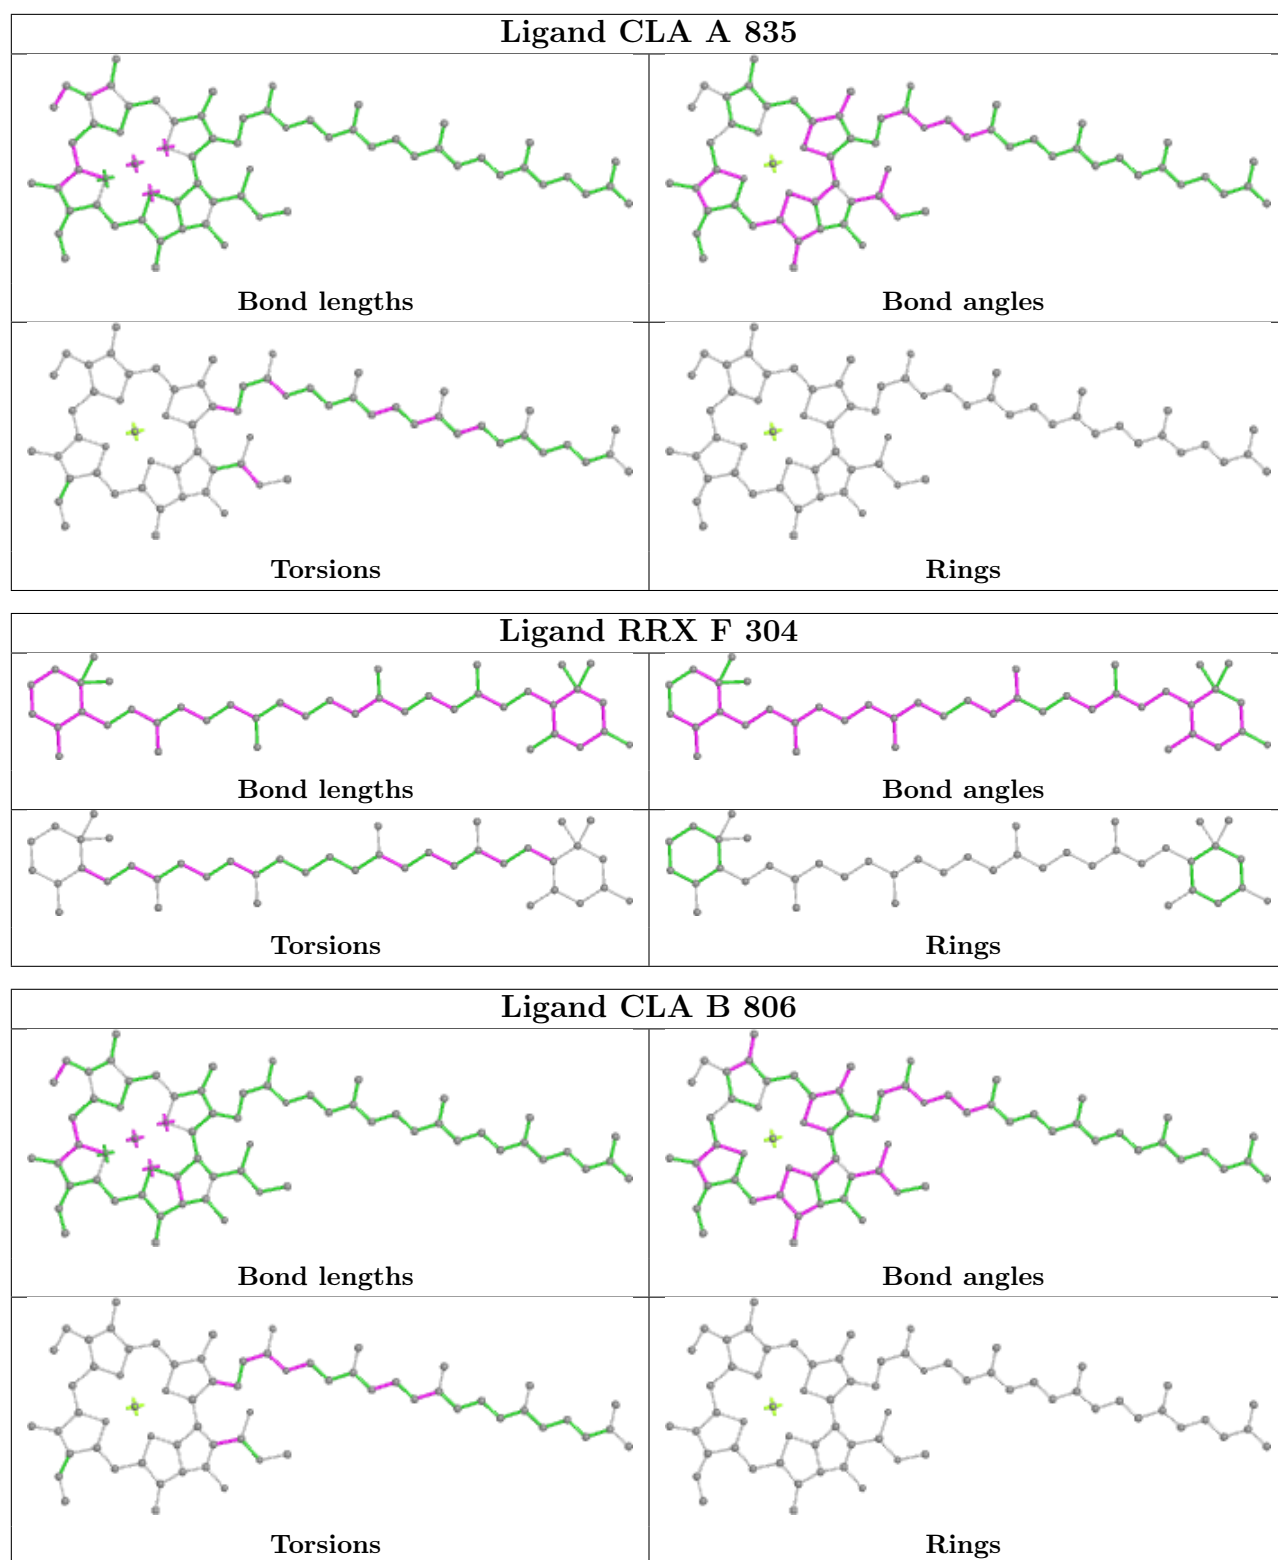 Ligand CLA A 835
Bond lengths
Bond angles
Torsions
Rings
Ligand RRX F 304
Bond lengths
Bond angles
Torsions
Rings
Ligand CLA B 806
Bond lengths
Bond angles
Torsions
Rings